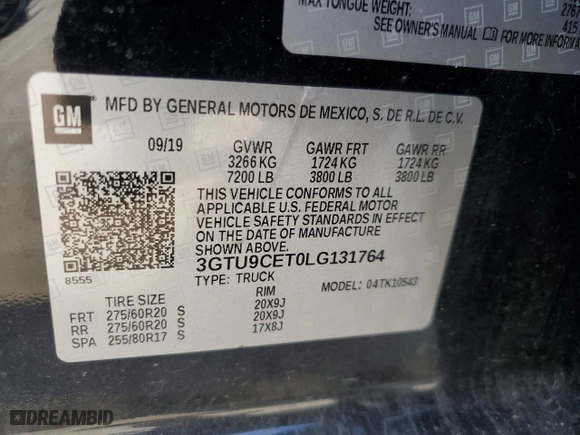 MAX TONGUE WEIGHT:
2767
415
SEE OWNER'S MANUAL FOR MORE INFORMA
GM
MFD BY GENERAL MOTORS DE MEXICO, S. DE R.L. DE C.V.
09/19 GVWR GAWR FRT GAWR RR
3266 KG 1724 KG 1724 KG
7200 LB 3800 LB 3800 LB
THIS VEHICLE CONFORMS TO ALL
APPLICABLE U.S. FEDERAL MOTOR
VEHICLE SAFETY STANDARDS IN EFFECT
ON THE DATE OF MANUFACTURE
SHOWN ABOVE.
8555
3GTU9CET0LG131764
TYPE: TRUCK MODEL: 04TK10543
TIRE SIZE RIM
FRT 275/60R20 S 20X9J
RR 275/60R20 S 20X9J
SPA 255/80R17 S 17X8J
DREAMBID